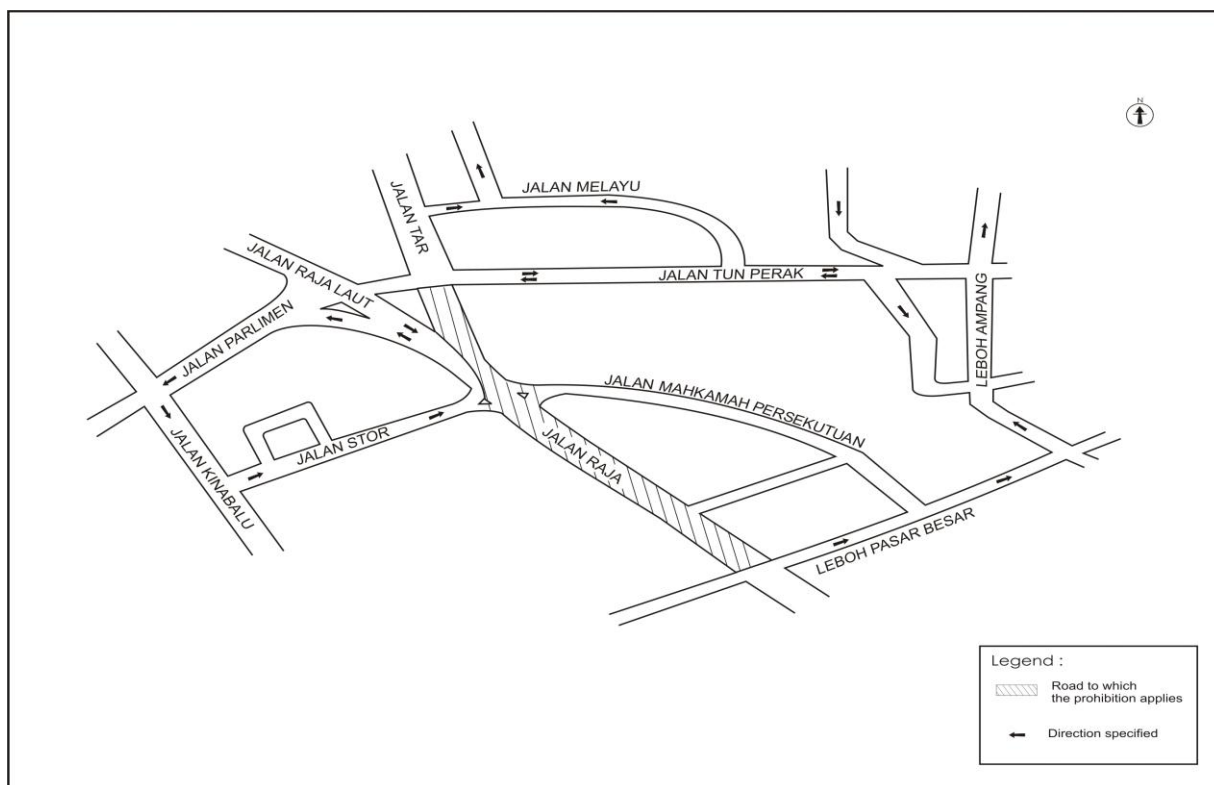 N
JALAN MELAYU
JALAN TAR
JALAN RAJA LAUT
JALAN TUN PERAK
JALAN PARLIMEN
LEBOH AMPANG
JALAN MAHKAMAH PERSEKUTUAN
JALAN STOR
JALAN RAJA
JALAN KINABALU
LEBOH PASAR BESAR
Legend :
Road to which
the prohibition applies
Direction specified